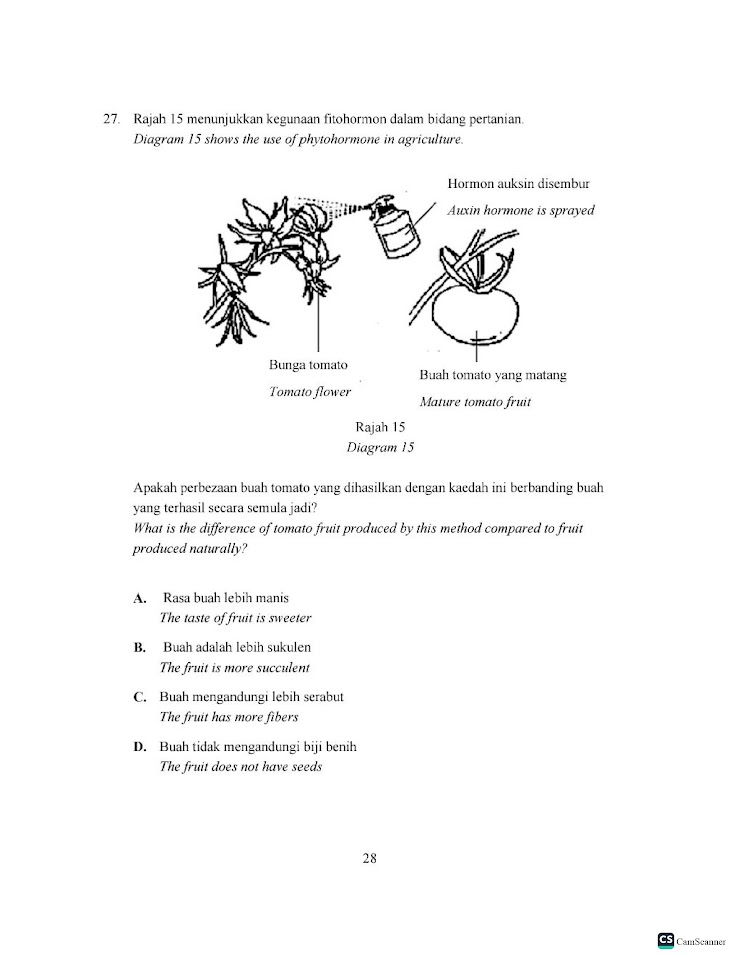 27. Rajah 15 menunjukkan kegunaan fitohormon dalam bidang pertanian.
Diagram 15 shows the use of phytohormone in agriculture.
Hormon auksin disembur
Auxin hormone is sprayed
Bunga tomato
Tomato flower
Buah tomato yang matang
Mature tomato fruit
Rajah 15
Diagram 15
Apakah perbezaan buah tomato yang dihasilkan dengan kaedah ini berbanding buah
yang terhasil secara semula jadi?
What is the difference of tomato fruit produced by this method compared to fruit
produced naturally?
A. Rasa buah lebih manis
The taste of fruit is sweeter
B. Buah adalah lebih sukulen
The fruit is more succulent
C. Buah mengandungi lebih serabut
The fruit has more fibers
D. Buah tidak mengandungi biji benih
The fruit does not have seeds
28
CS CamScanner